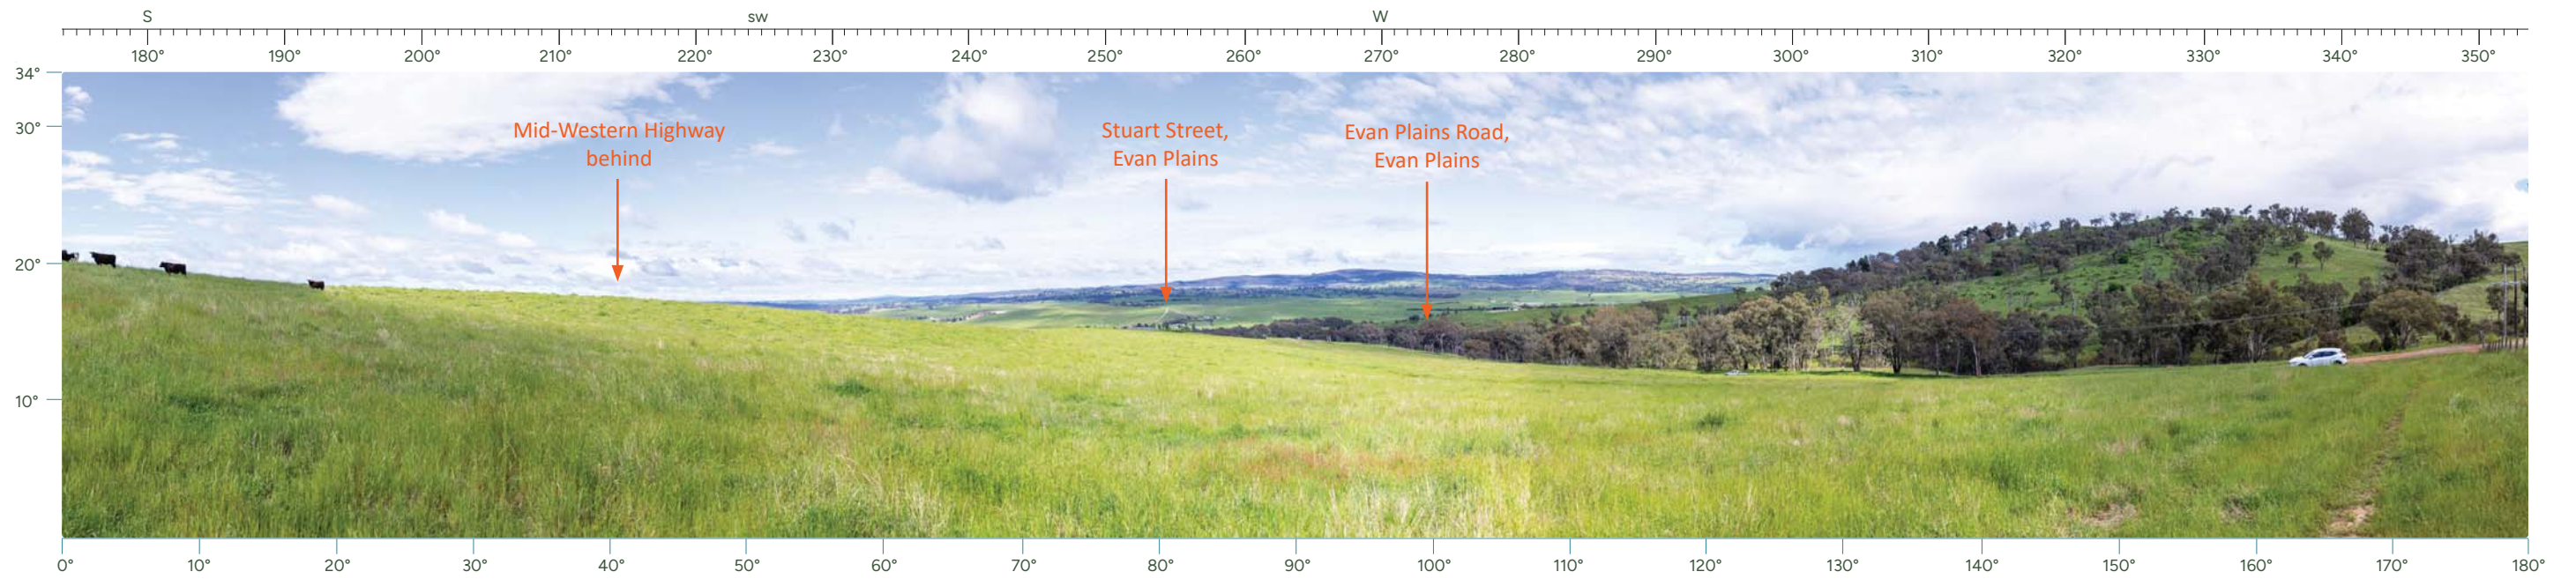 S sw W
180° 190° 200° 210° 220° 230° 240° 250° 260° 270° 280° 290° 300° 310° 320° 330° 340° 350°
34°
30°
Mid-Western Highway
behind
Stuart Street,
Evan Plains
Evan Plains Road,
Evan Plains
20°
10°
0° 10° 20° 30° 40° 50° 60° 70° 80° 90° 100° 110° 120° 130° 140° 150° 160° 170° 180°